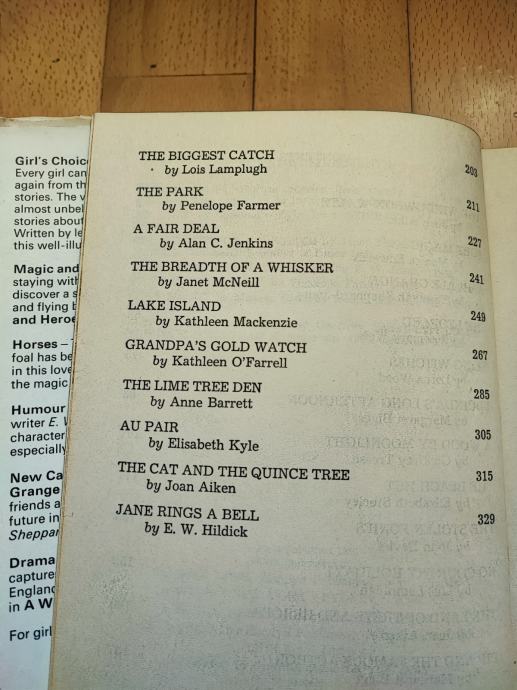 Girl's Choice
Every girl can
again from th
stories. The v
almost unbel
stories about
Written by le
this well-illu
Magic and
staying with
discover a s
and flying b
and Heroe
Horses –
foal has be
in this love
the magic
Humour
writer E. V
character
especially
New Ca
Grange
friends a
future in
Sheppar
Drama
capture
England
in A W
For girl
THE BIGGEST CATCH
by Lois Lamplugh 203
THE PARK
by Penelope Farmer 211
A FAIR DEAL
by Alan C. Jenkins 227
THE BREADTH OF A WHISKER
by Janet McNeill 241
LAKE ISLAND
by Kathleen Mackenzie 249
GRANDPA'S GOLD WATCH
by Kathleen O'Farrell 267
THE LIME TREE DEN
by Anne Barrett 285
AU PAIR
by Elisabeth Kyle 305
THE CAT AND THE QUINCE TREE 315
by Joan Aiken
JANE RINGS A BELL
by E. W. Hildick 329